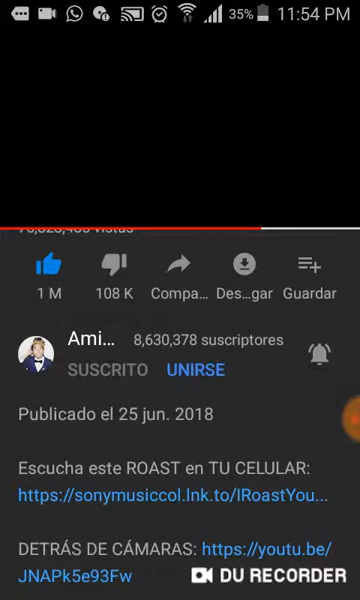 35% 11:54 PM
1 M 108 K Compa... Des...gar Guardar
Ami... 8,630,378 suscriptores
SUSCRITO UNIRSE
Publicado el 25 jun. 2018
Escucha este ROAST en TU CELULAR:
https://sonymusiccol.lnk.to/IRoastYou...
DETRÁS DE CÁMARAS: https://youtu.be/
JNAPk5e93Fw
DU RECORDER